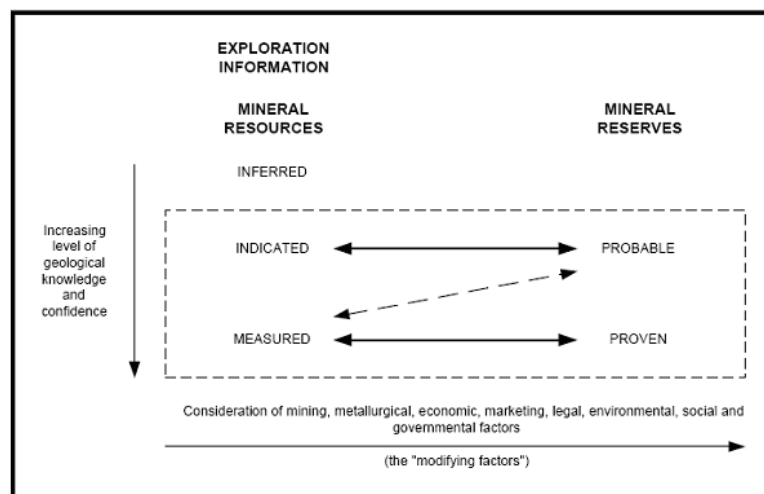 EXPLORATION
INFORMATION
MINERAL
RESOURCES
MINERAL
RESERVES
INFERRED
Increasing
level of
geological
knowledge
and
confidence
INDICATED
PROBABLE
MEASURED
PROVEN
Consideration of mining, metallurgical, economic, marketing, legal, environmental, social and
governmental factors
(the "modifying factors")